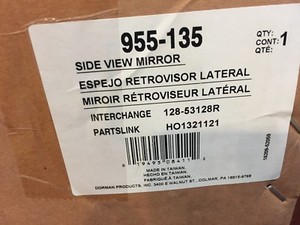 955-135
QTY:
CONT: 1
QTÉ:
SIDE VIEW MIRROR
ESPEJO RETROVISOR LATERAL
MIROIR RÉTROVISEUR LATÉRAL
INTERCHANGE 128-53128R
PARTSLINK HO1321121
MADE IN TAIWAN.
HECHO EN TAIWAN.
FABRIQUÉ À TAIWAN.
DORMAN PRODUCTS, INC. 3400 E WALNUT ST., COLMAR, PA 18915-9768